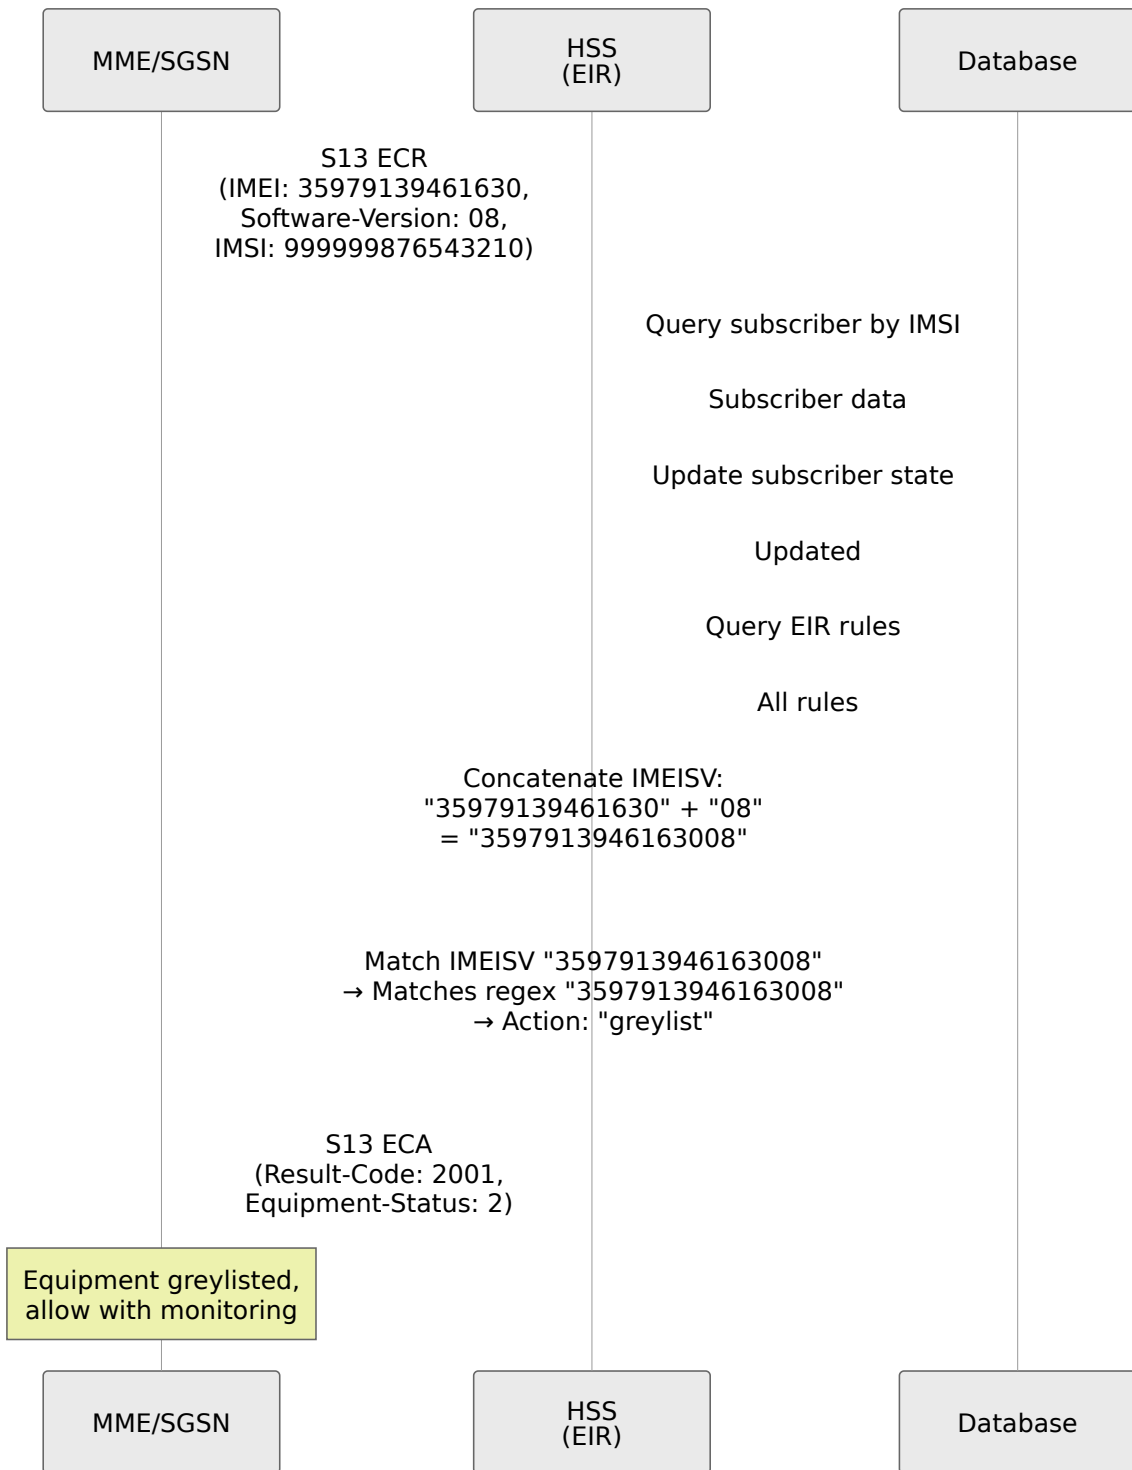 MME/SGSN
HSS
(EIR)
Database
S13 ECR
(IMEI: 35979139461630,
Software-Version: 08,
IMSI: 999999876543210)
Query subscriber by IMSI
Subscriber data
Update subscriber state
Updated
Query EIR rules
All rules
Concatenate IMEISV:
"35979139461630" + "08"
= "3597913946163008"
Match IMEISV "3597913946163008"
→ Matches regex "3597913946163008"
→ Action: "greylist"
S13 ECA
(Result-Code: 2001,
Equipment-Status: 2)
Equipment greylisted,
allow with monitoring
MME/SGSN
HSS
(EIR)
Database